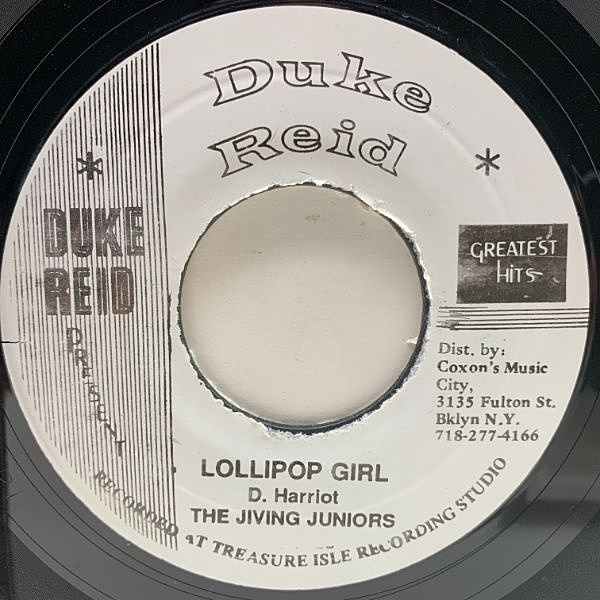 Duke
Reid
*
*
DUKE
REID
GREATEST
HITS
Dist. by:
Coxon's Music
City,
3135 Fulton St.
Bklyn N.Y.
718-277-4166
LOLLIPOP GIRL
D. Harriot
THE JIVING JUNIORS
RECORDED AT TREASURE ISLE RECORDING STUDIO